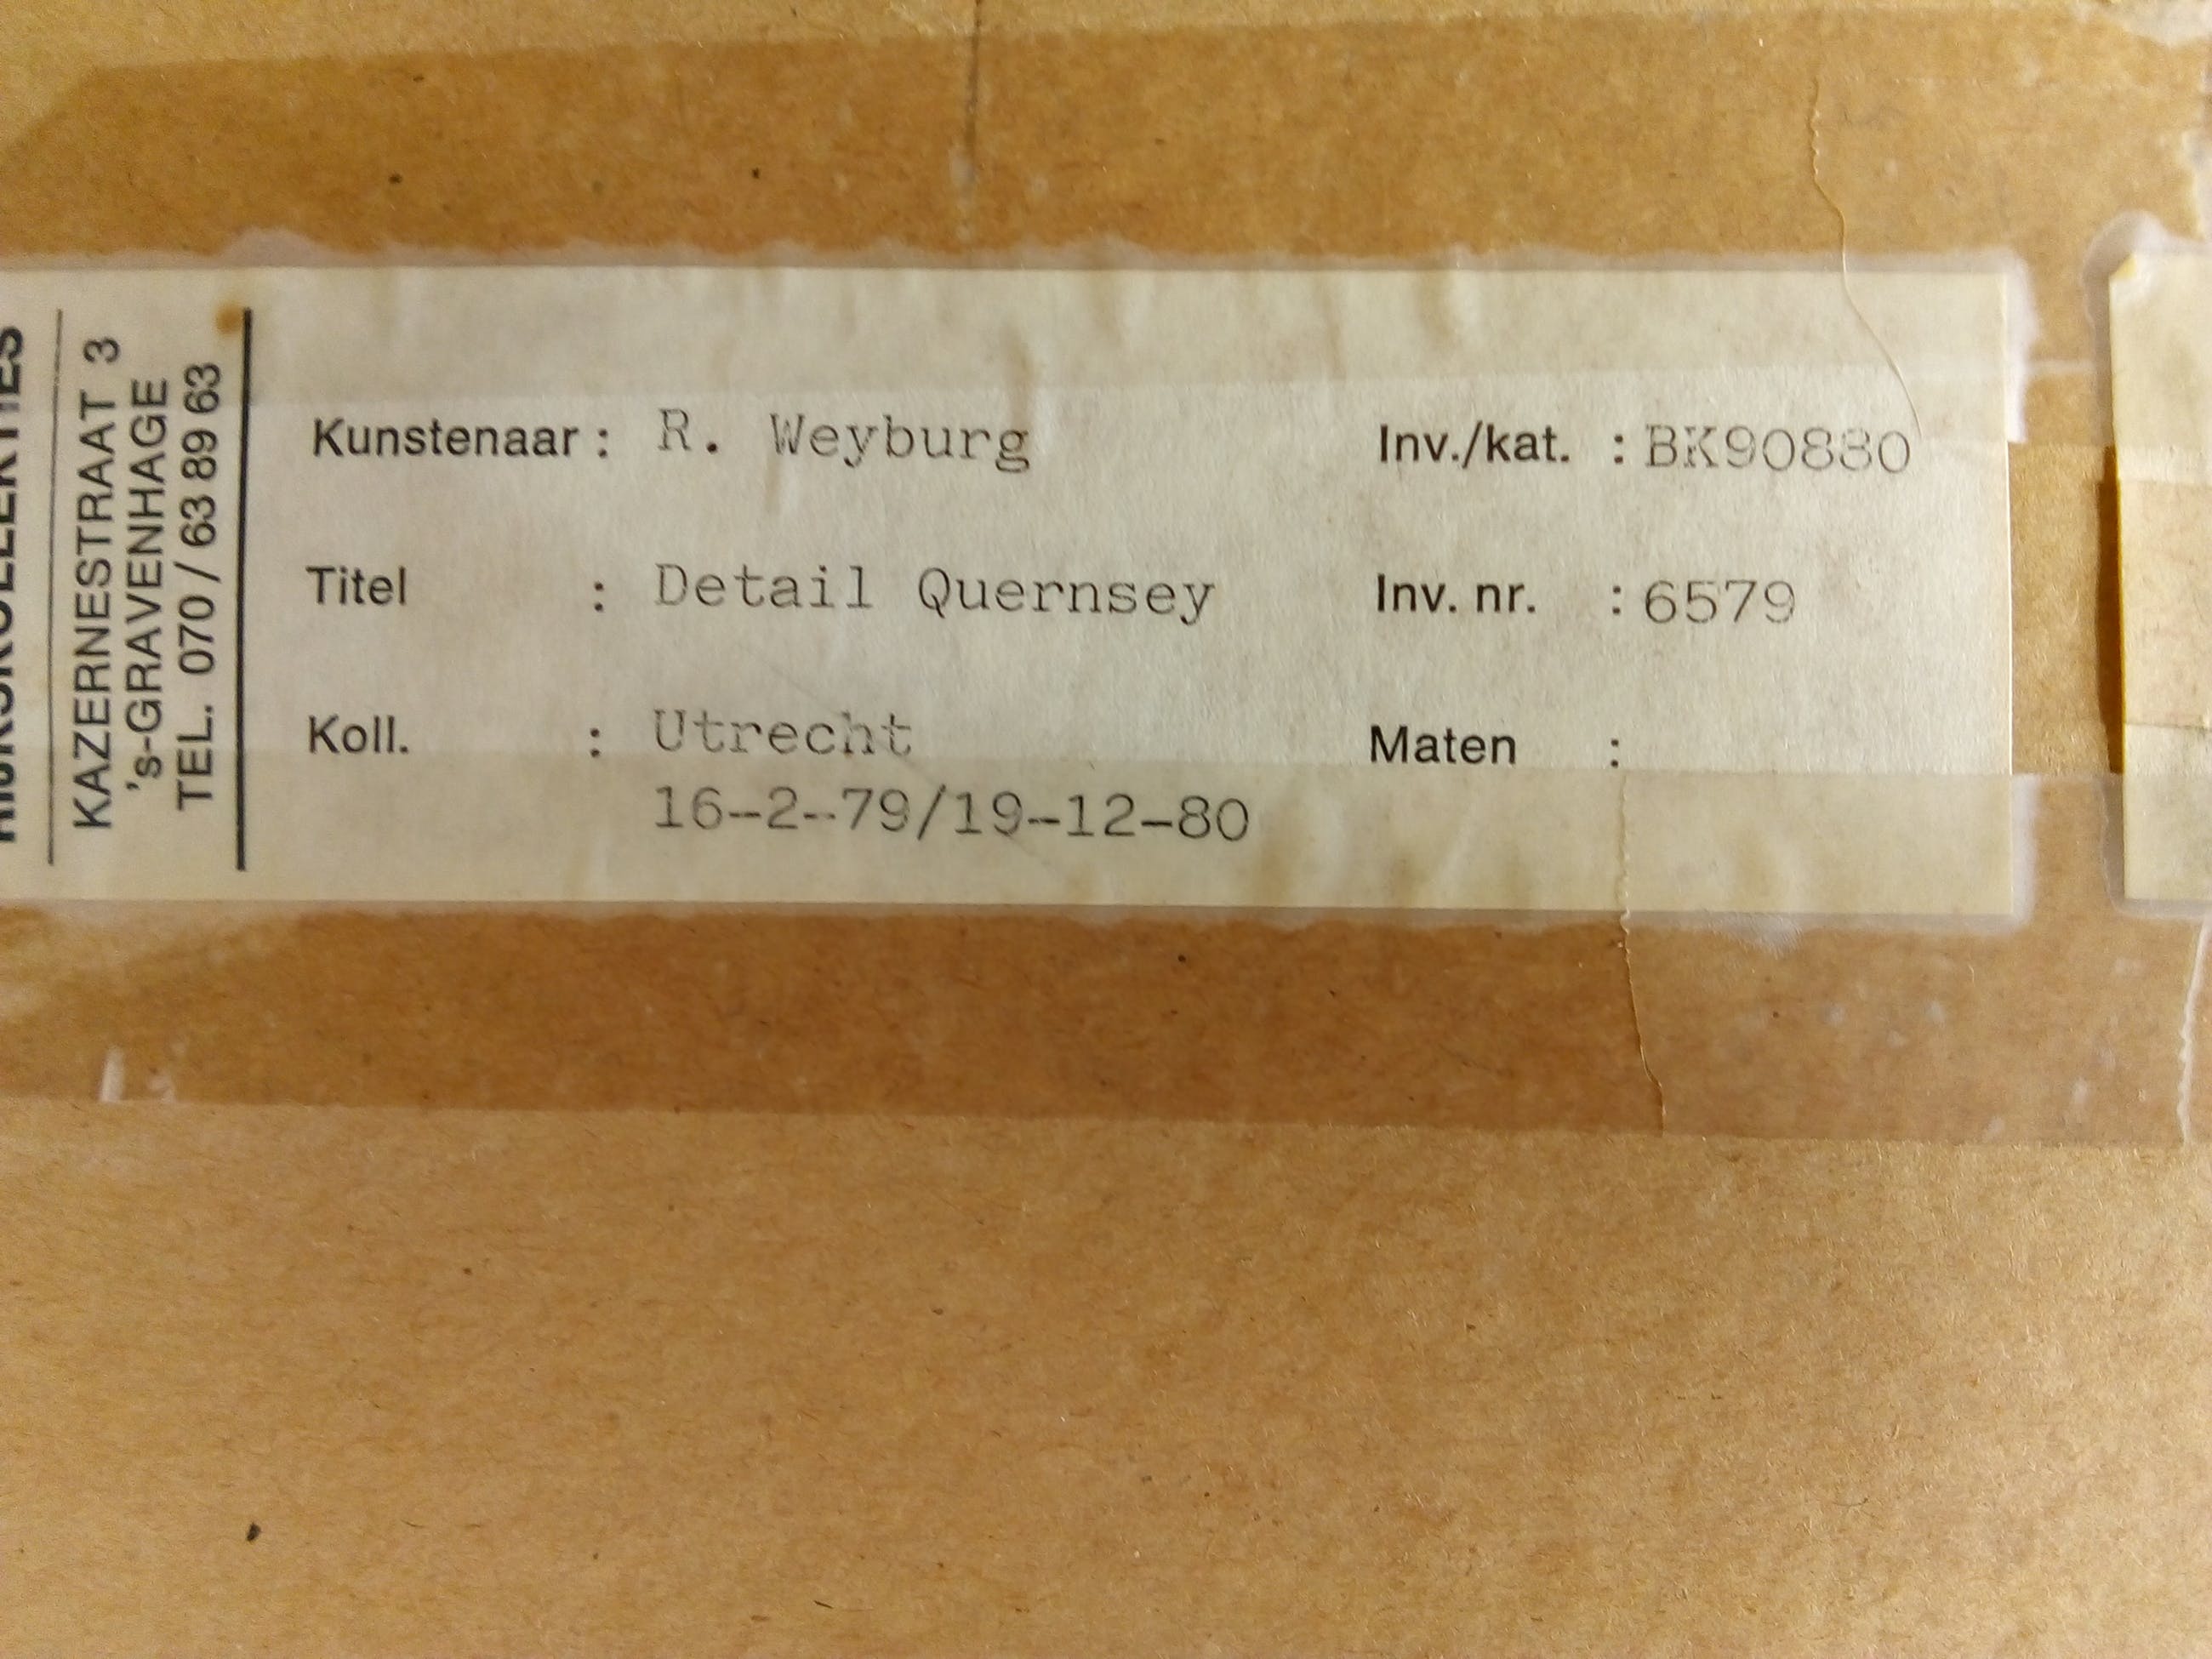 KAZERNESTRAAT 3
's-GRAVENHAGE
TEL. 070 / 63 89 63
Kunstenaar : R. Weyburg
Inv./kat. : BK90880
Titel : Detail Quernsey
Inv. nr. : 6579
Koll. : Utrecht
Maten :
16-2-79/19-12-80